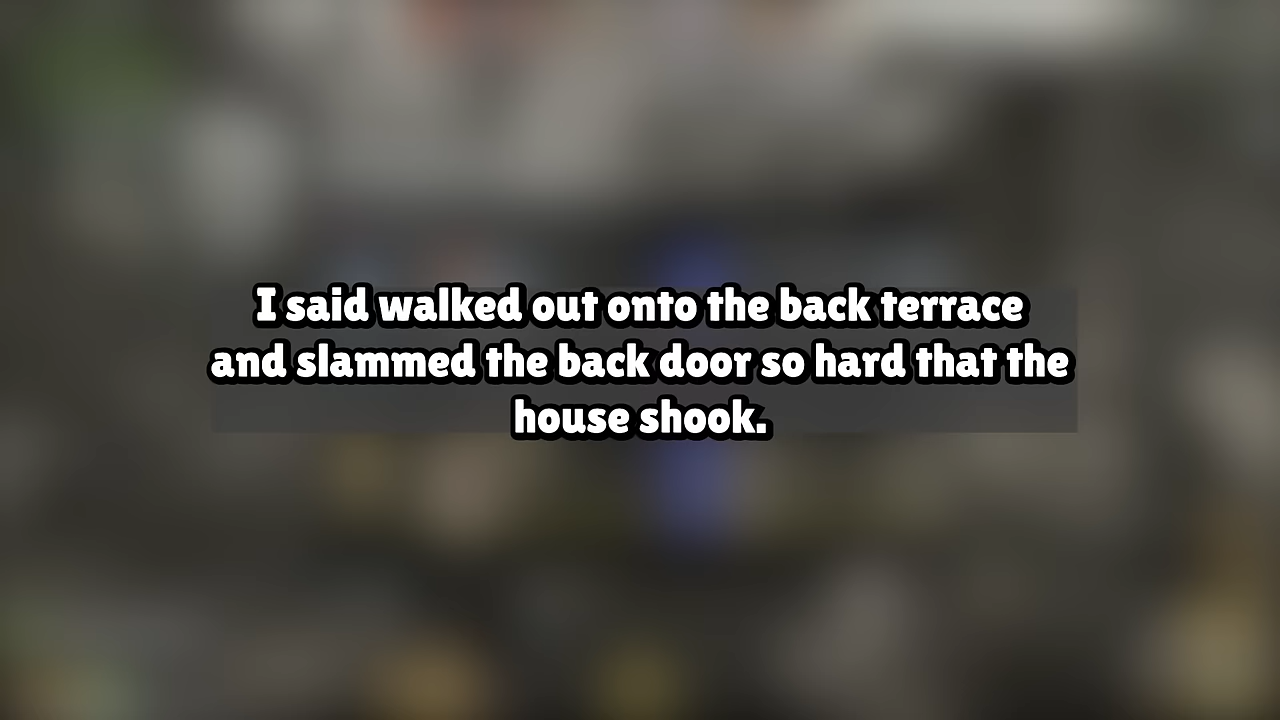 I said walked out onto the back terrace
and slammed the back door so hard that the
house shook.